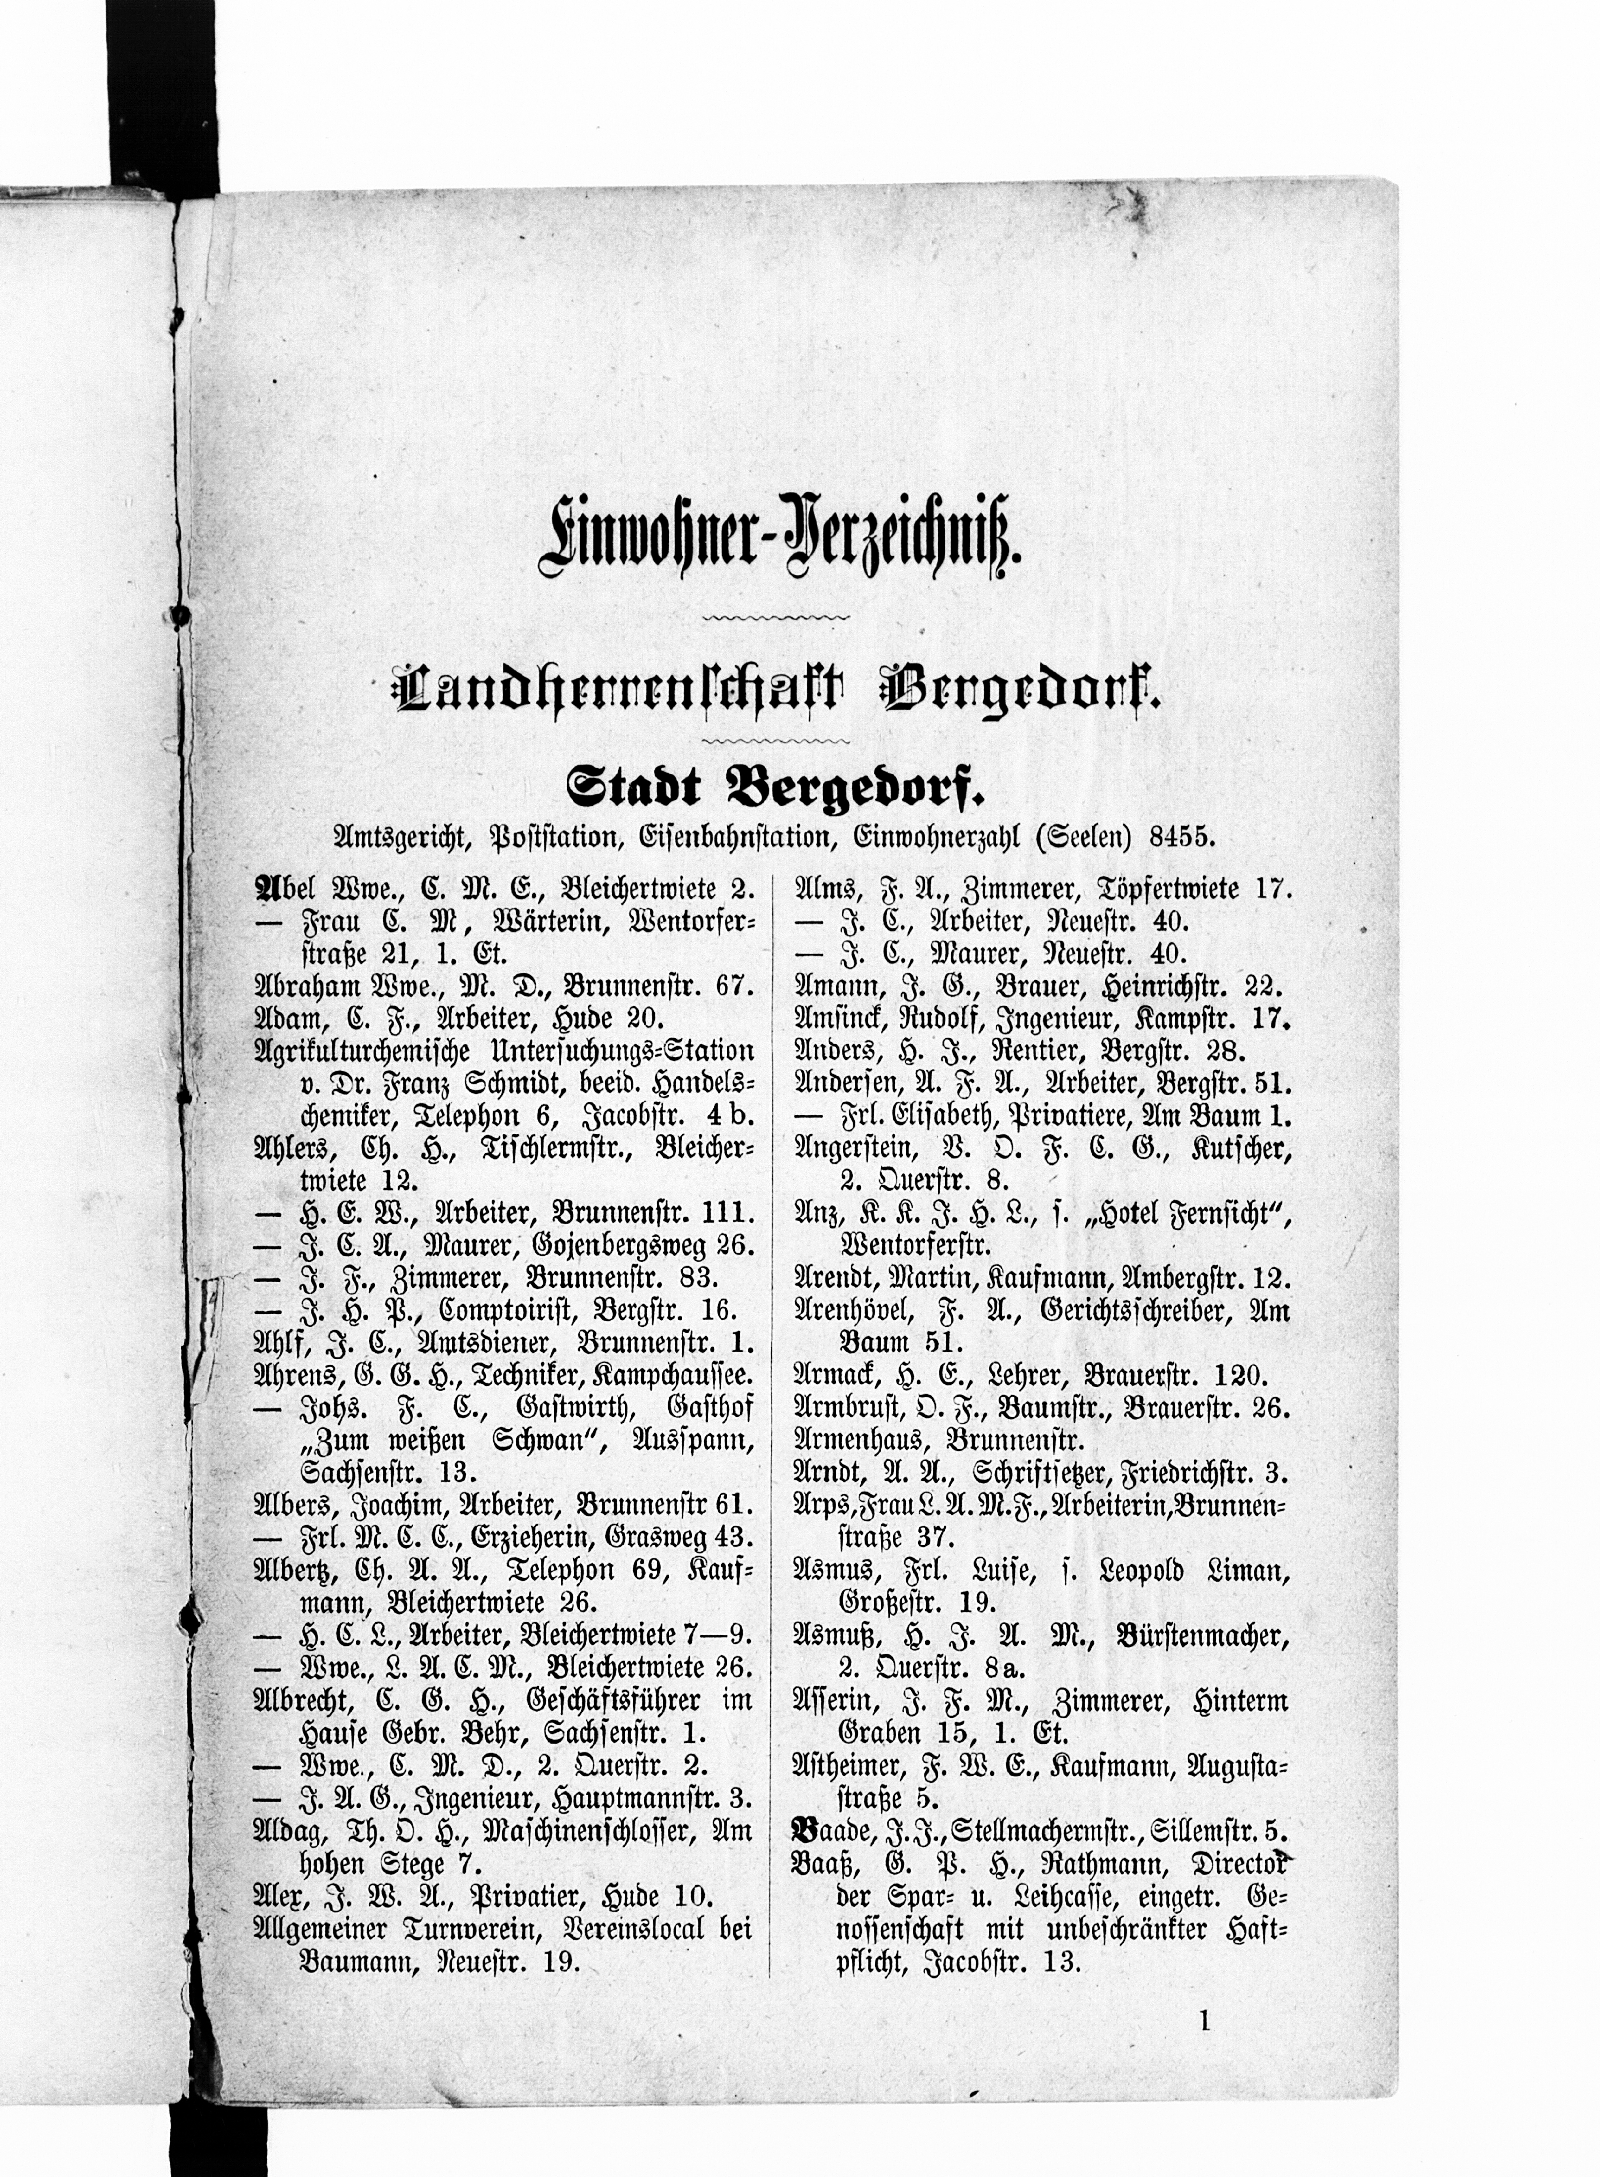 Einwohner-Verzeichniß.
Landherrenschaft Bergedorf.
Stadt Bergedorf.
Amtsgericht, Poststation, Eisenbahnstation, Einwohnerzahl (Seelen) 8455.
Abel Wwe., C. M. E., Bleichertwiete 2.
— Frau C. M, Wärterin, Wentorfer-
straße 21, 1. Et.
Abraham Wwe., M. D., Brunnenstr. 67.
Adam, C. F., Arbeiter, Hude 20.
Agrikulturchemische Untersuchungs-Station
v. Dr. Franz Schmidt, beeid. Handels-
chemiker, Telephon 6, Jacobstr. 4 b.
Ahlers, Ch. H., Tischlermstr., Bleicher-
twiete 12.
— H. E. W., Arbeiter, Brunnenstr. 111.
— J. C. A., Maurer, Gojenbergsweg 26.
— J. F., Zimmerer, Brunnenstr. 83.
— J. H. P., Comptoirist, Bergstr. 16.
Ahlf, J. C., Amtsdiener, Brunnenstr. 1.
Ahrens, G. G. H., Techniker, Kampchaussee.
— Johs. F. C., Gastwirth, Gasthof
„Zum weißen Schwan“, Ausspann,
Sachsenstr. 13.
Albers, Joachim, Arbeiter, Brunnenstr 61.
— Frl. M. C. C., Erzieherin, Grasweg 43.
Albertz, Ch. A. A., Telephon 69, Kauf-
mann, Bleichertwiete 26.
— H. C. L., Arbeiter, Bleichertwiete 7—9.
— Wwe., L. A. C. M., Bleichertwiete 26.
Albrecht, C. G. H., Geschäftsführer im
Hause Gebr. Behr, Sachsenstr. 1.
— Wwe., C. M. D., 2. Querstr. 2.
— J. A. G., Ingenieur, Hauptmannstr. 3.
Aldag, Th. O. H., Maschinenschlosser, Am
hohen Stege 7.
Alex, J. W. A., Privatier, Hude 10.
Allgemeiner Turnverein, Vereinslocal bei
Baumann, Neuestr. 19.
Alms, F. A., Zimmerer, Töpfertwiete 17.
— J. C., Arbeiter, Neuestr. 40.
— J. C., Maurer, Neuestr. 40.
Amann, J. G., Brauer, Heinrichstr. 22.
Amsinck, Rudolf, Ingenieur, Kampstr. 17.
Anders, H. J., Rentier, Bergstr. 28.
Andersen, A. F. A., Arbeiter, Bergstr. 51.
— Frl. Elisabeth, Privatiere, Am Baum 1.
Angerstein, V. O. F. C. G., Kutscher,
2. Querstr. 8.
Anz, K. K. J. H. L., s. „Hotel Fernsicht“,
Wentorferstr.
Arendt, Martin, Kaufmann, Ambergstr. 12.
Arenhövel, F. A., Gerichtsschreiber, Am
Baum 51.
Armack, H. E., Lehrer, Brauerstr. 120.
Armbrust, O. F., Baumstr., Brauerstr. 26.
Armenhaus, Brunnenstr.
Arndt, A. A., Schriftsetzer, Friedrichstr. 3.
Arps, Frau L. A. M. F., Arbeiterin, Brunnen-
straße 37.
Asmus, Frl. Luise, s. Leopold Liman,
Großestr. 19.
Asmuß, H. J. A. M., Bürstenmacher,
2. Querstr. 8a.
Asserin, J. F. M., Zimmerer, Hinterm
Graben 15, 1. Et.
Astheimer, F. W. E., Kaufmann, Augusta-
straße 5.
Baade, J. J., Stellmachermstr., Sillemstr. 5.
Baaß, G. P. H., Rathmann, Director
der Spar- u. Leihcasse, eingetr. Ge-
nossenschaft mit unbeschränkter Haft-
pflicht, Jacobstr. 13.
1